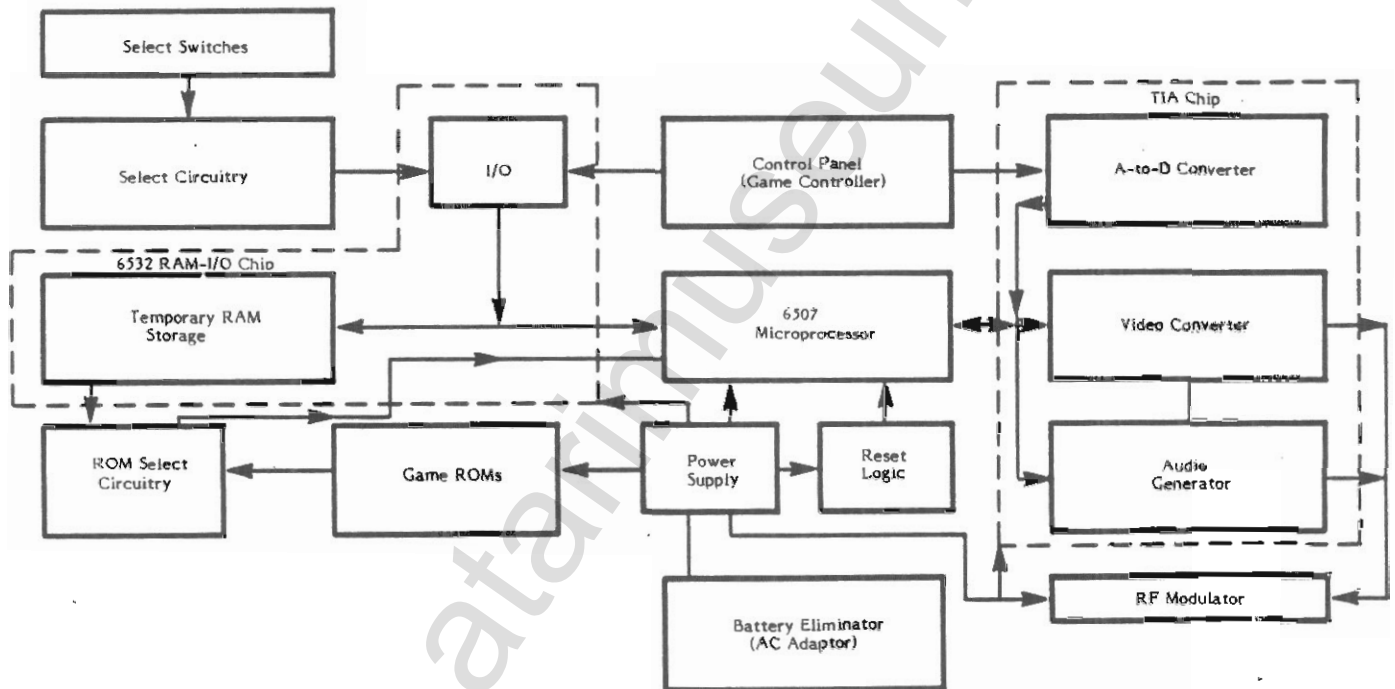 Select Switches
Select Circuitry
I/O
Control Panel
(Game Controller)
TIA Chip
A-to-D Converter
6532 RAM-I/O Chip
Temporary RAM
Storage
6507
Microprocessor
Video Converter
ROM Select
Circuitry
Game ROMs
Power
Supply
Reset
Logic
Audio
Generator
Battery Eliminator
(AC Adaptor)
RF Modulator
atarimuseum